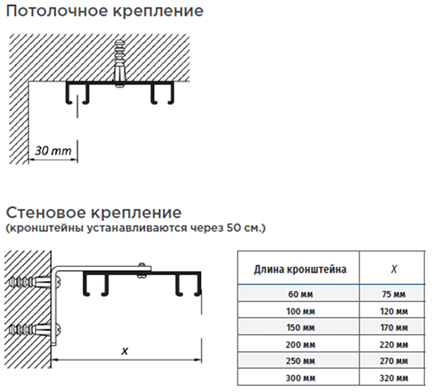 Потолочное крепление
30 mm
Стеновое крепление
(кронштейны устанавливаются через 50 см.)
x
Длина кронштейна X
60 мм 75 мм
100 мм 120 мм
150 мм 170 мм
200 мм 220 мм
250 мм 270 мм
300 мм 320 мм